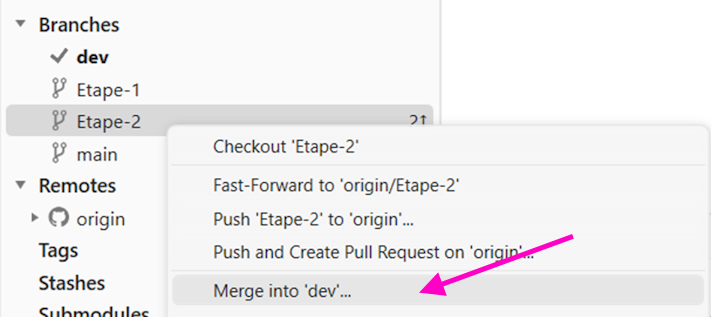 Branches
dev
Etape-1
Etape-2 2↑
main
Remotes
origin
Tags
Stashes
Submodules
Checkout 'Etape-2'
Fast-Forward to 'origin/Etape-2'
Push 'Etape-2' to 'origin'...
Push and Create Pull Request on 'origin'...
Merge into 'dev'...